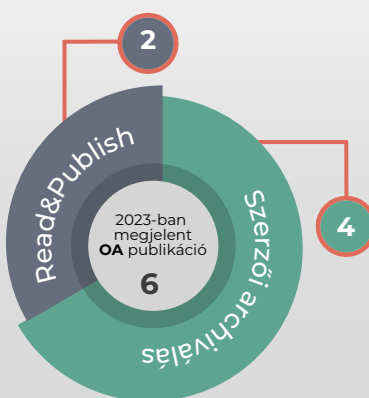 2
Read&Publish
Szerzői archiválás
4
2023-ban
megjelent
OA publikáció
6